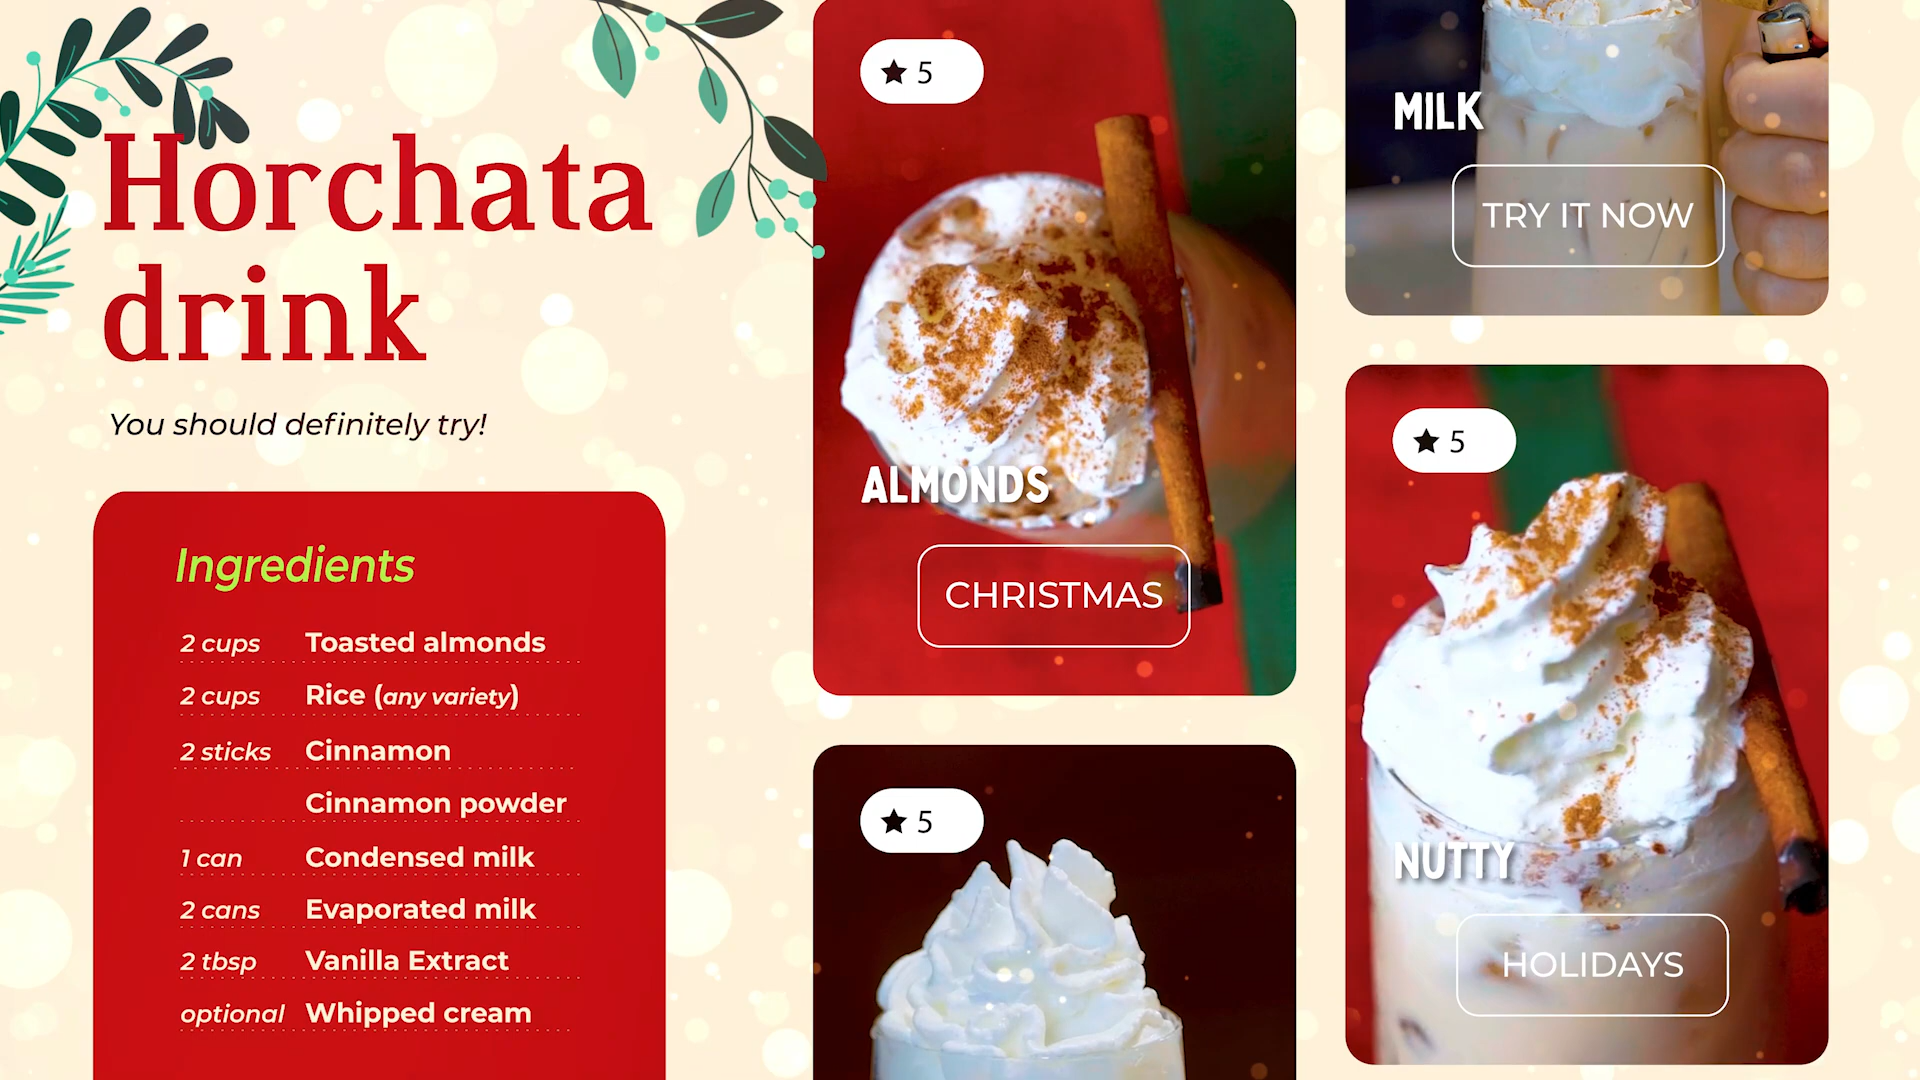 Horchata
drink
You should definitely try!
Ingredients
2 cups Toasted almonds
2 cups Rice (any variety)
2 sticks Cinnamon
Cinnamon powder
1 can Condensed milk
2 cans Evaporated milk
2 tbsp Vanilla Extract
optional Whipped cream
5
ALMONDS
CHRISTMAS
5
MILK
TRY IT NOW
5
NUTTY
HOLIDAYS